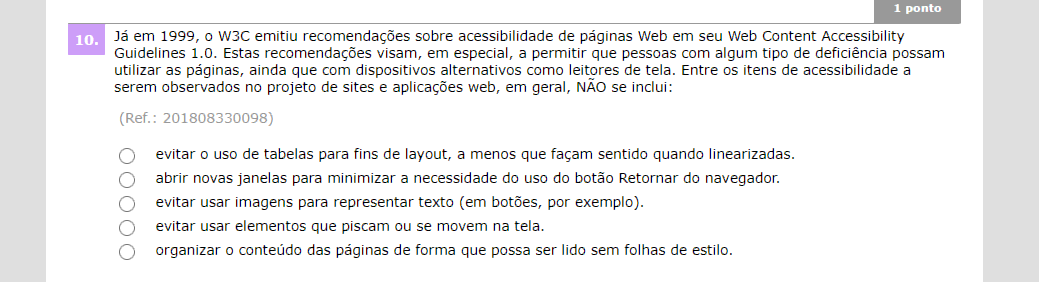 1 ponto
10.
Já em 1999, o W3C emitiu recomendações sobre acessibilidade de páginas Web em seu Web Content Accessibility
Guidelines 1.0. Estas recomendações visam, em especial, a permitir que pessoas com algum tipo de deficiência possam
utilizar as páginas, ainda que com dispositivos alternativos como leitores de tela. Entre os itens de acessibilidade a
serem observados no projeto de sites e aplicações web, em geral, NÃO se inclui:
(Ref.: 201808330098)
evitar o uso de tabelas para fins de layout, a menos que façam sentido quando linearizadas.
abrir novas janelas para minimizar a necessidade do uso do botão Retornar do navegador.
evitar usar imagens para representar texto (em botões, por exemplo).
evitar usar elementos que piscam ou se movem na tela.
organizar o conteúdo das páginas de forma que possa ser lido sem folhas de estilo.